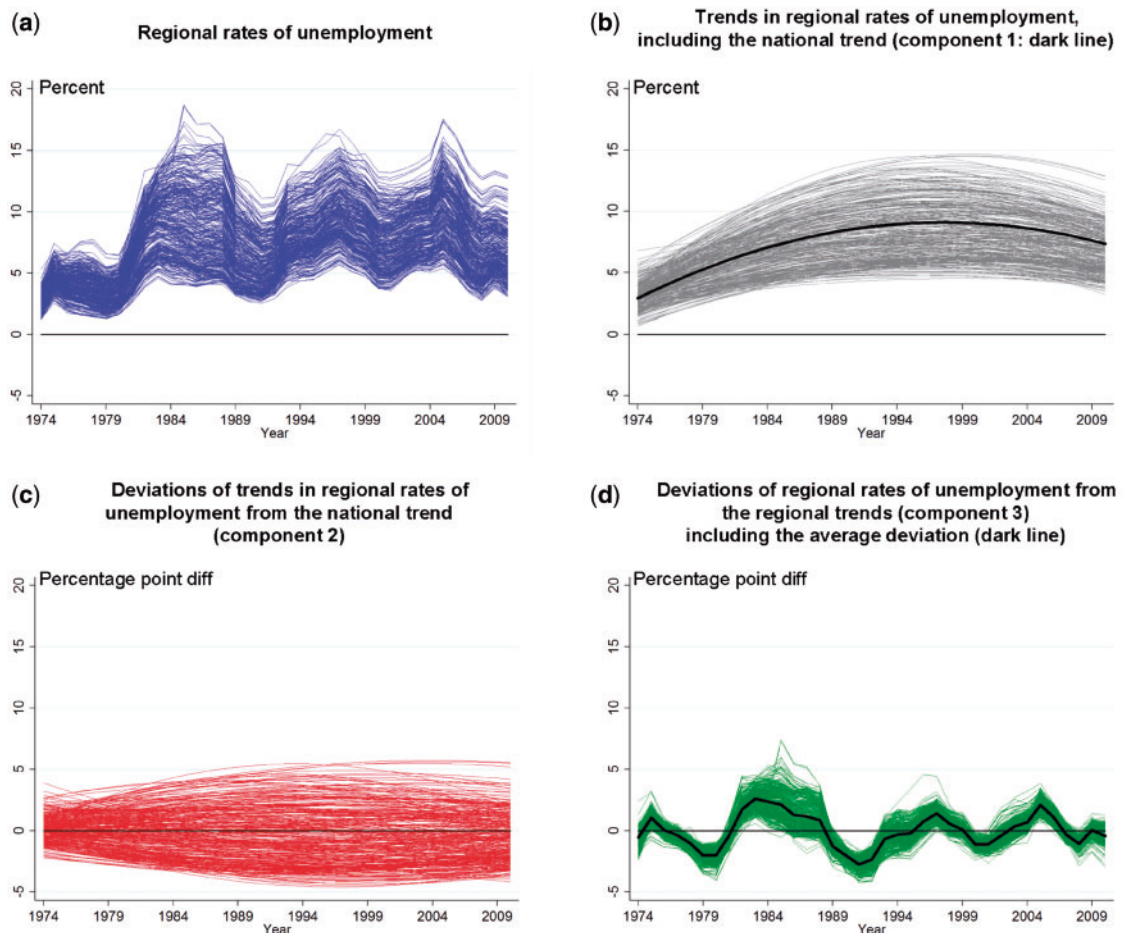 (a)
Regional rates of unemployment
Percent
20
15
10
5
0
-5
1974 1979 1984 1989 1994 1999 2004 2009
Year
(b)
Trends in regional rates of unemployment,
including the national trend (component 1: dark line)
Percent
20
15
10
5
0
-5
1974 1979 1984 1989 1994 1999 2004 2009
Year
(c)
Deviations of trends in regional rates of
unemployment from the national trend
(component 2)
Percentage point diff
20
15
10
5
0
-5
1974 1979 1984 1989 1994 1999 2004 2009
Year
(d)
Deviations of regional rates of unemployment from
the regional trends (component 3)
including the average deviation (dark line)
Percentage point diff
20
15
10
5
0
-5
1974 1979 1984 1989 1994 1999 2004 2009
Year